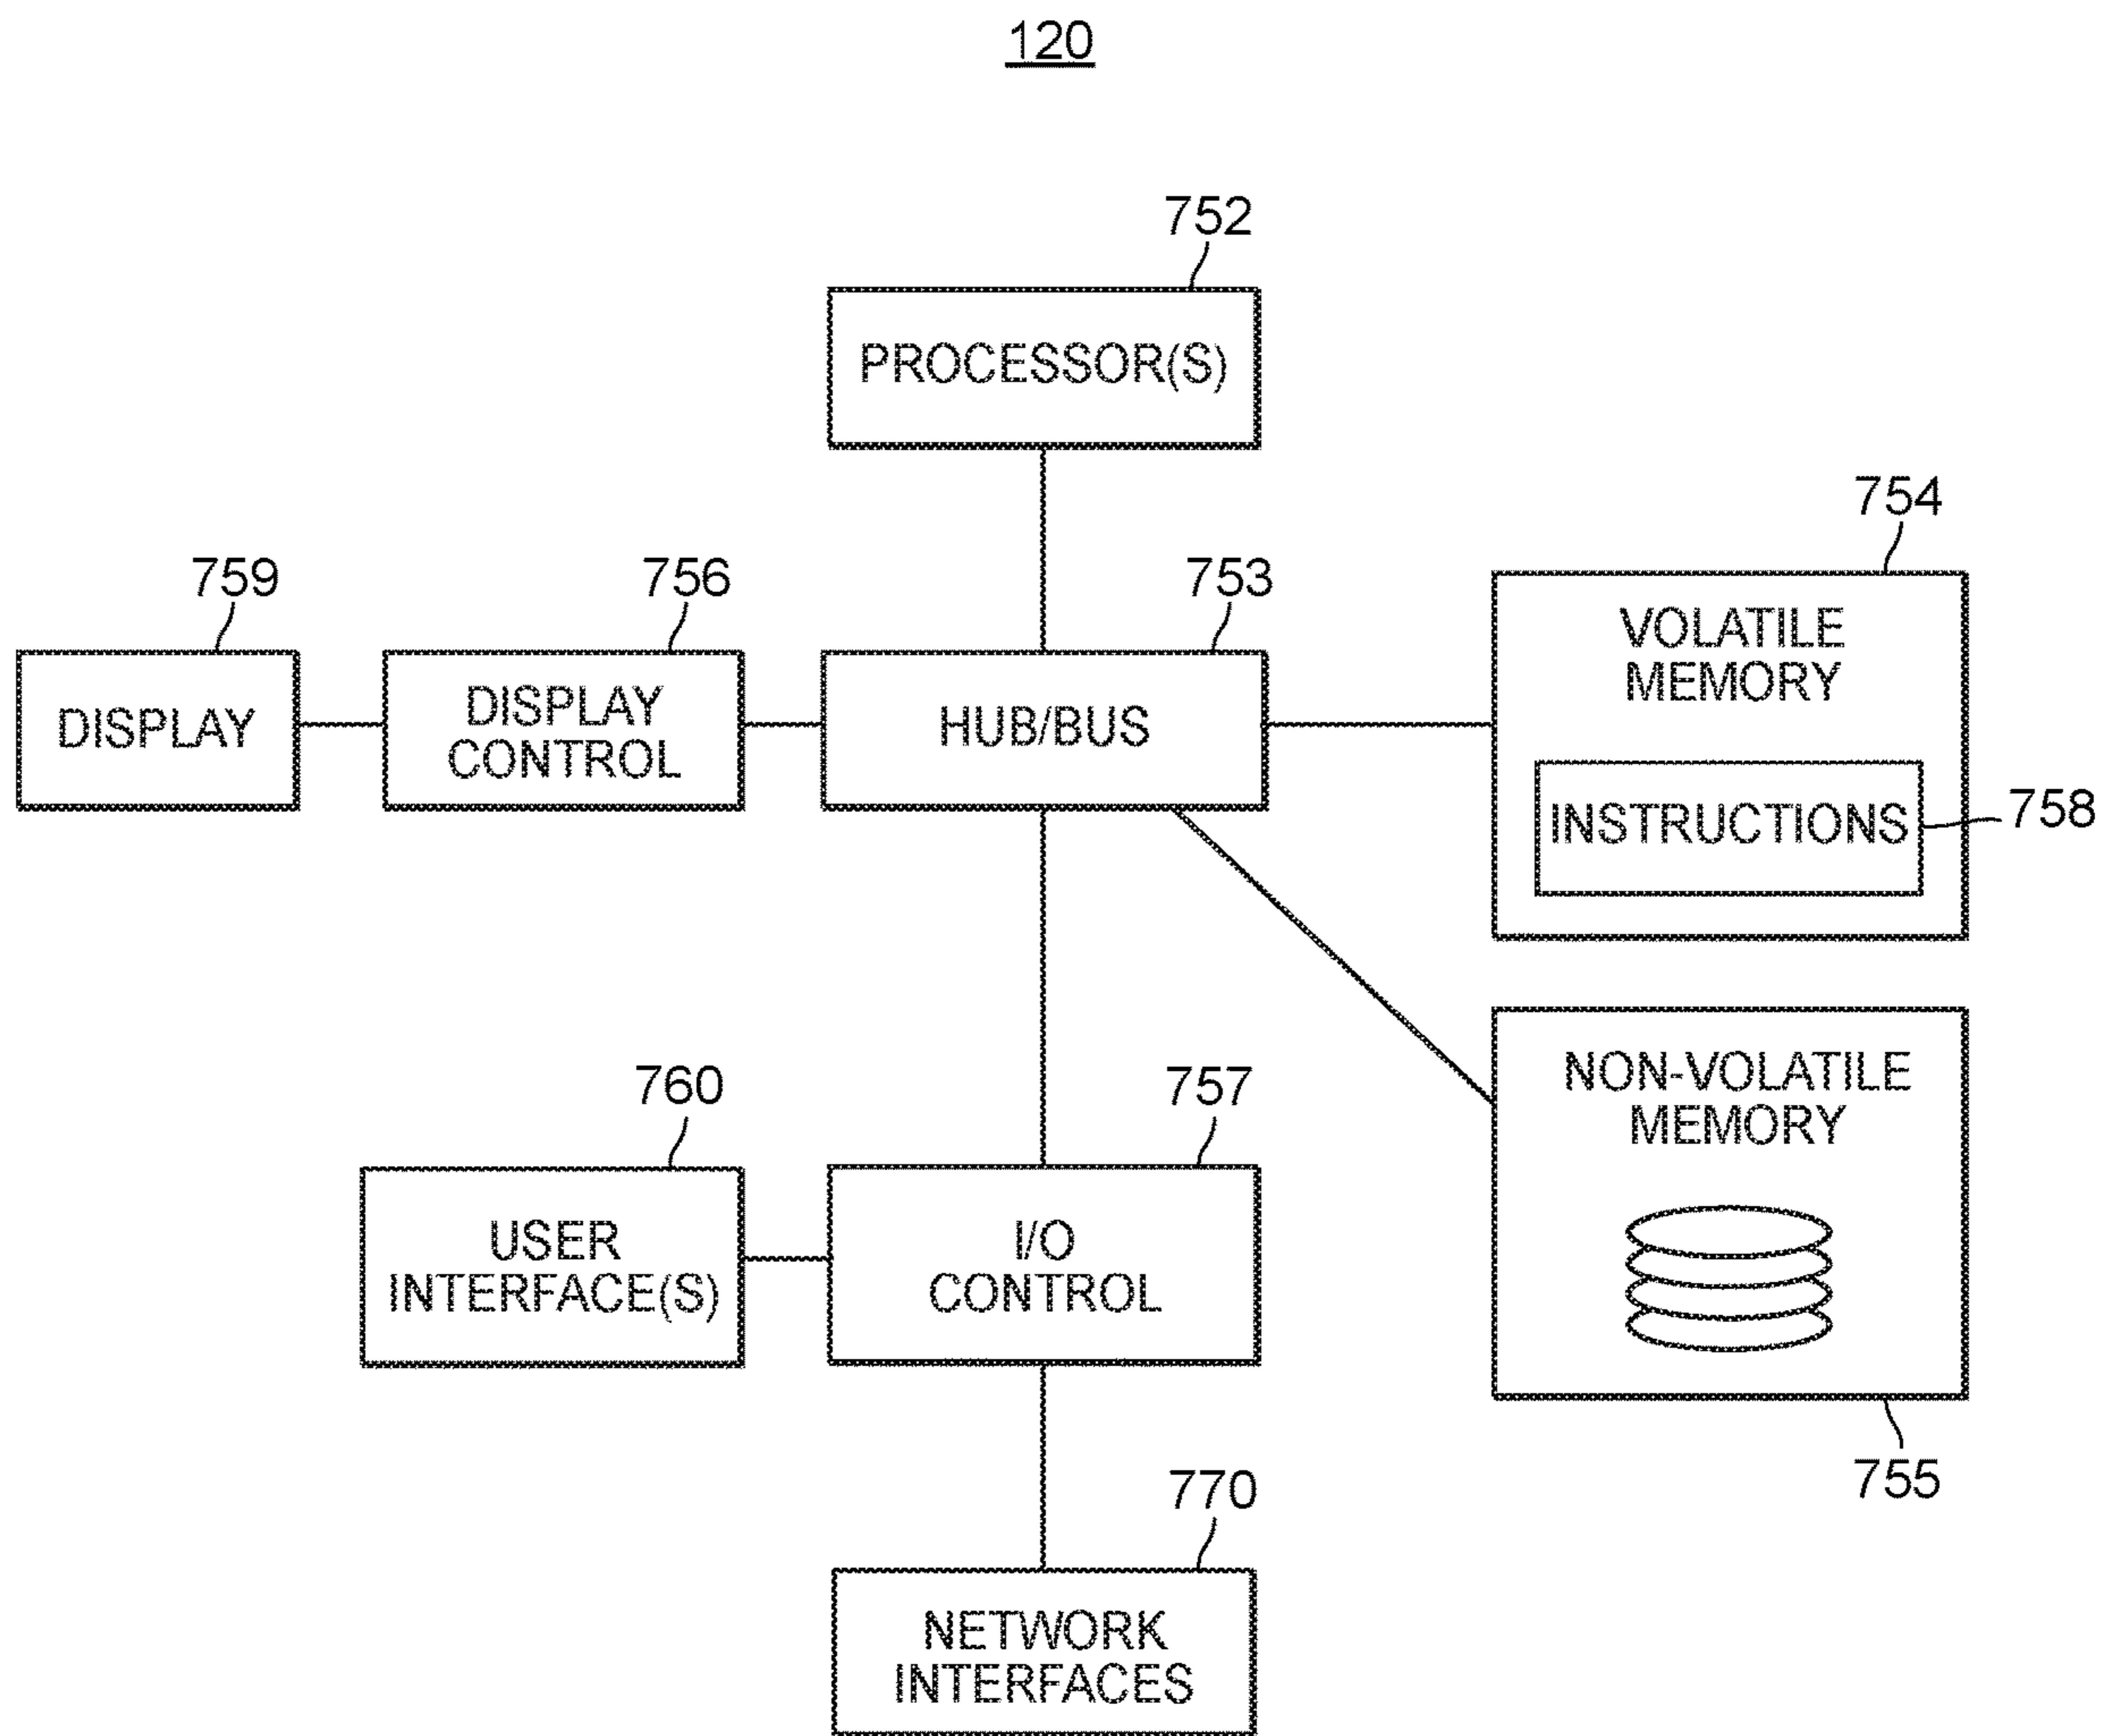 120
752
PROCESSOR(S)
754
759
756
753
VOLATILE
MEMORY
DISPLAY
DISPLAY
CONTROL
HUB/BUS
INSTRUCTIONS
758
760
757
NON-VOLATILE
MEMORY
USER
INTERFACE(S)
I/O
CONTROL
755
770
NETWORK
INTERFACES